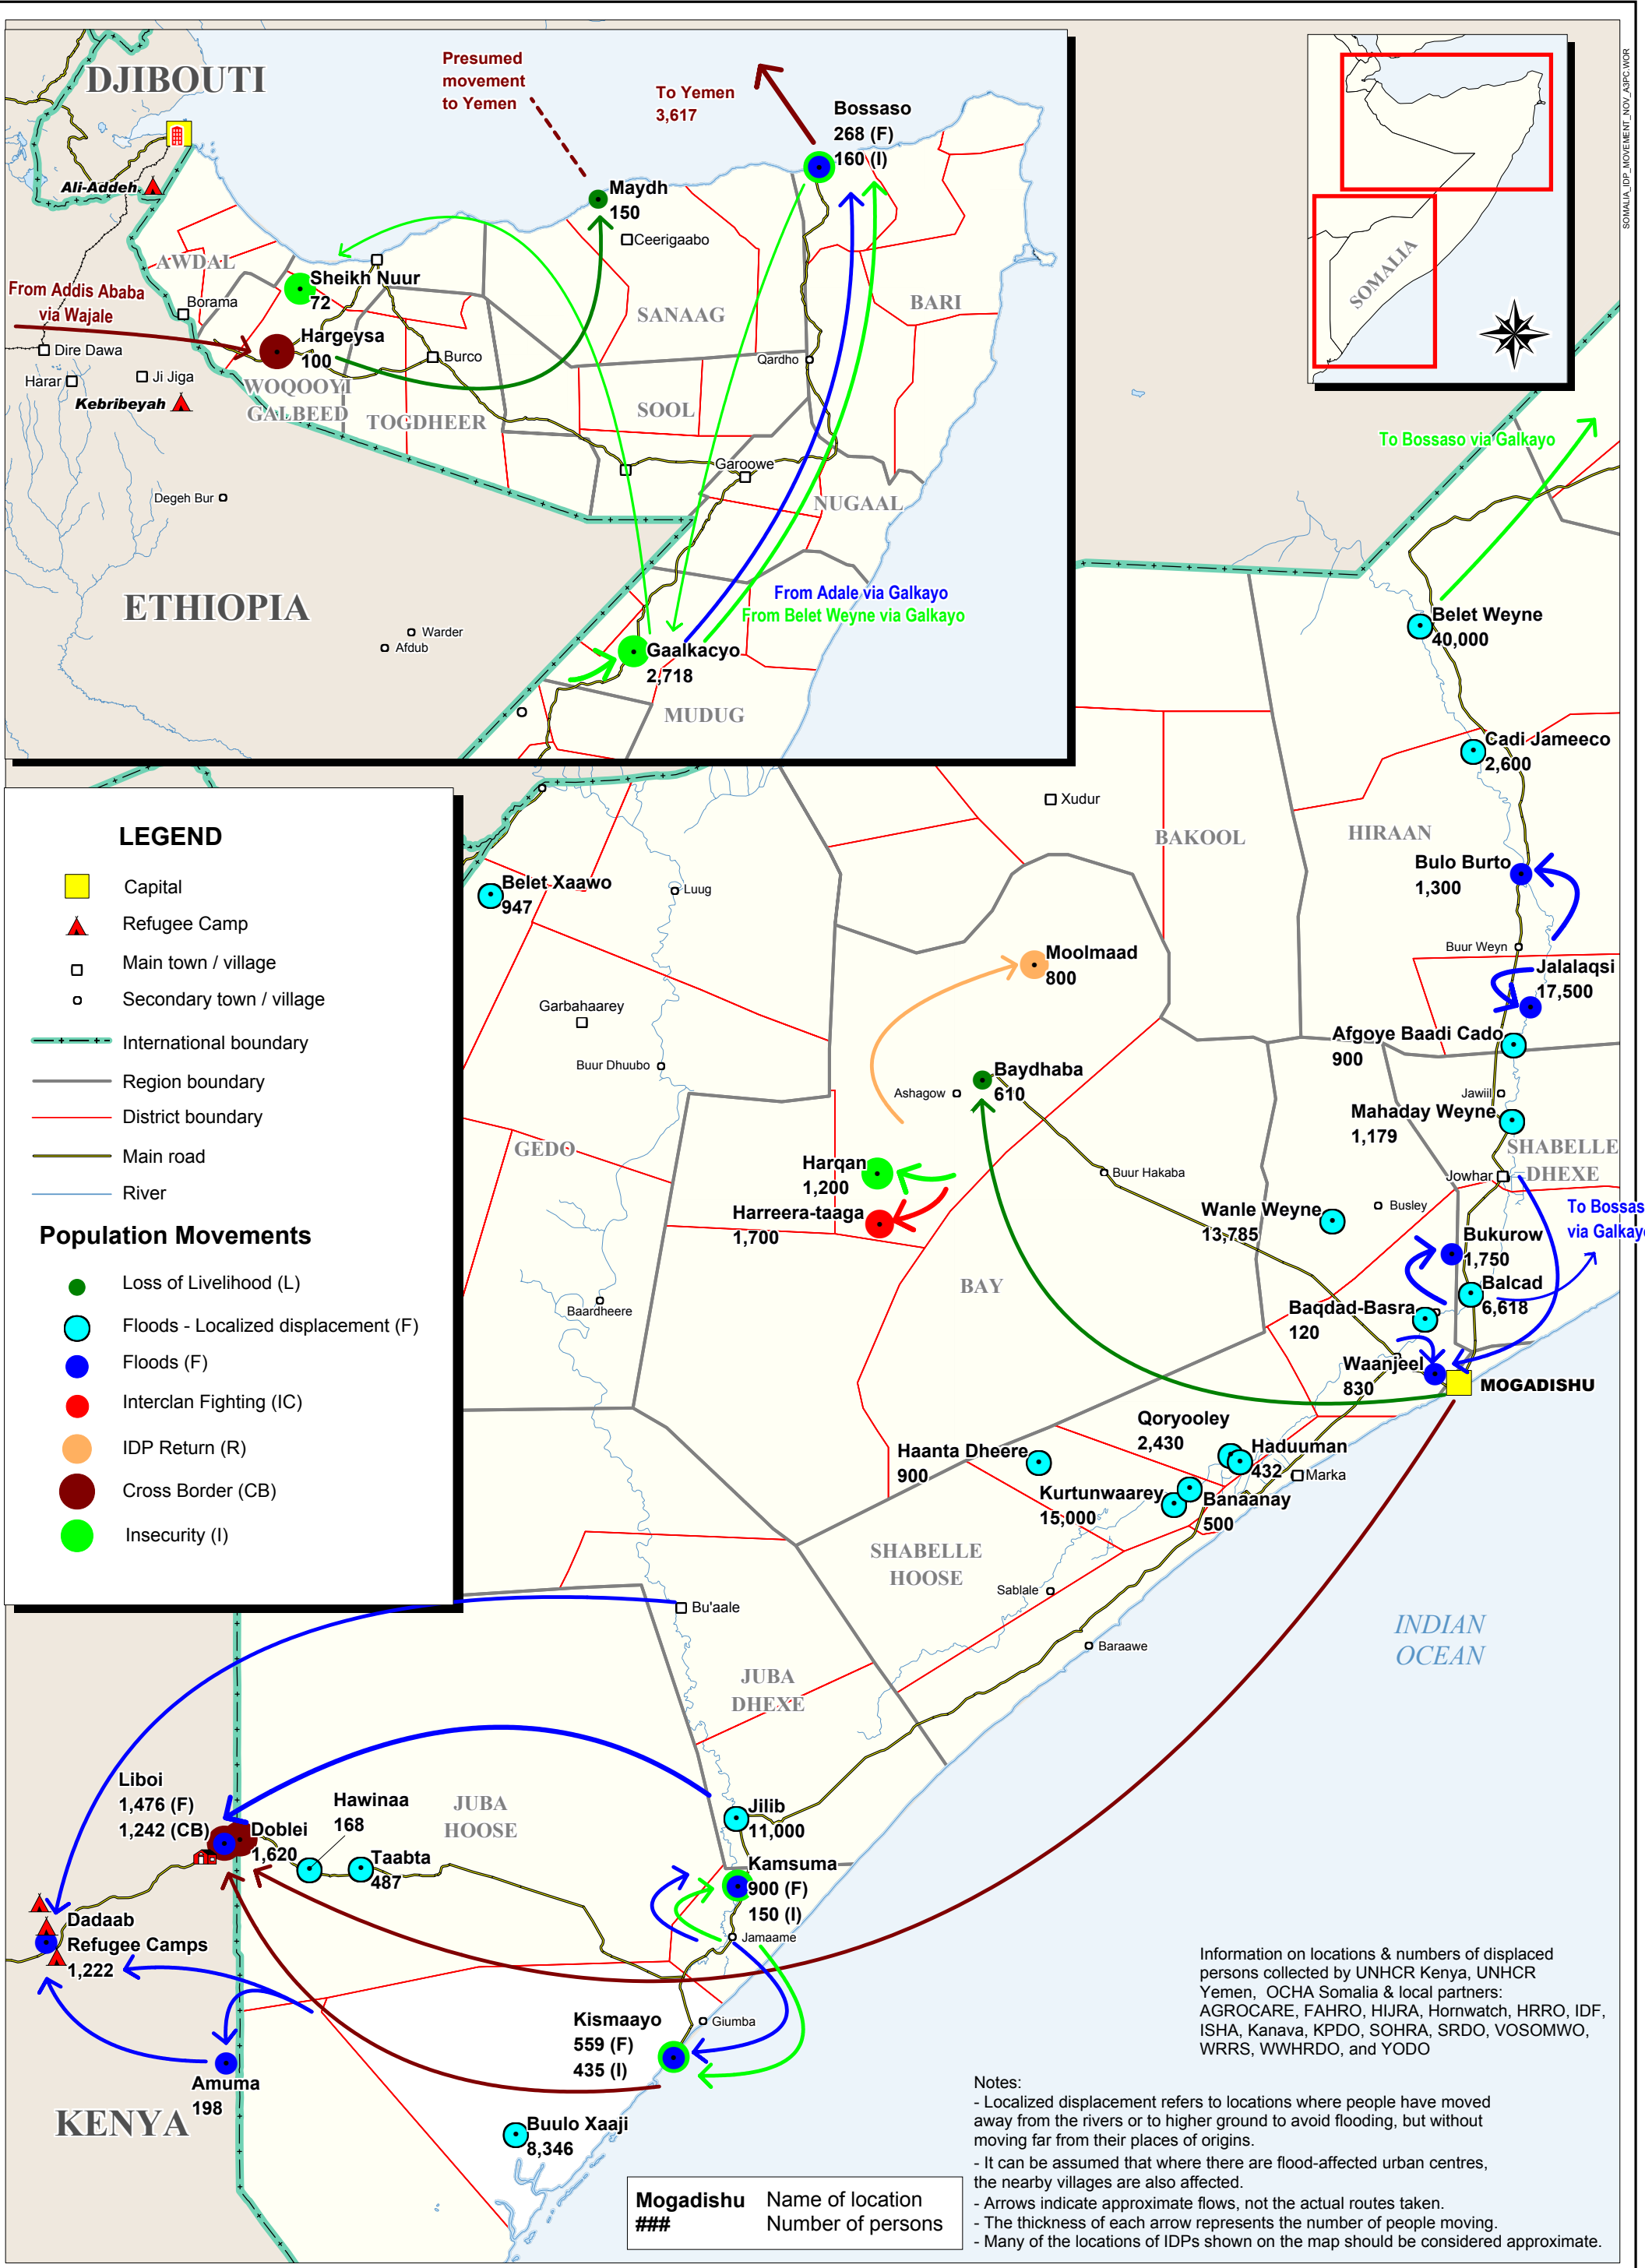 SOMALIA_IDP_MOVEMENT_NOV_A3PC.WOR
DJIBOUTI
Presumed
movement
to Yemen
To Yemen
3,617
Bossaso
268 (F)
160 (I)
Ali-Addeh
Maydh
150
Ceerigaabo
AWDAL
Sheikh Nuur
72
From Addis Ababa
via Wajale
Borama
SANAAG
BARI
Dire Dawa
Hargeysa
100
Burco
Qardho
Harar
Ji Jiga
Kebribeyah
WOQOOYI
GALBEED
TOGDHEER
SOOL
Garoowe
Degeh Bur
NUGAAL
ETHIOPIA
From Adale via Galkayo
From Belet Weyne via Galkayo
Warder
Afdub
Gaalkacyo
2,718
MUDUG
SOMALIA
To Bossaso via Galkayo
Belet Weyne
40,000
Cadi Jameeco
2,600
Xudur
BAKOOL
HIRAAN
Bulo Burto
1,300
Buur Weyn
Jalalaqsi
17,500
Afgoye Baadi Cado
900
Jawiil
Mahaday Weyne
1,179
SHABELLE
DHEXE
Jowhar
To Bossas
via Galkay
LEGEND
Capital
Refugee Camp
Main town / village
Secondary town / village
International boundary
Region boundary
District boundary
Main road
River
Population Movements
Loss of Livelihood (L)
Floods - Localized displacement (F)
Floods (F)
Interclan Fighting (IC)
IDP Return (R)
Cross Border (CB)
Insecurity (I)
Belet Xaawo
947
Luug
Moolmaad
800
Garbahaarey
Buur Dhuubo
Baydhaba
610
Ashagow
GEDO
Harqan
1,200
Buur Hakaba
Harreera-taaga
1,700
Wanle Weyne
13,785
Busley
Bukurow
1,750
BAY
Balcad
6,618
Baardheere
Baqdad-Basra
120
Waanjeel
830
MOGADISHU
Qoryooley
2,430
Haduuman
432
Haanta Dheere
900
Marka
Kurtunwaarey
15,000
Banaanay
500
SHABELLE
HOOSE
Sablale
Bu'aale
Baraawe
INDIAN
OCEAN
JUBA
DHEXE
Liboi
1,476 (F)
1,242 (CB)
Hawinaa
168
JUBA
HOOSE
Jilib
11,000
Doblei
1,620
Taabta
487
Kamsuma
900 (F)
150 (I)
Jamaame
Dadaab
Refugee Camps
1,222
Kismaayo
559 (F)
435 (I)
Giumba
Amuma
198
KENYA
Buulo Xaaji
8,346
Information on locations & numbers of displaced
persons collected by UNHCR Kenya, UNHCR
Yemen, OCHA Somalia & local partners:
AGROCARE, FAHRO, HIJRA, Hornwatch, HRRO, IDF,
ISHA, Kanava, KPDO, SOHRA, SRDO, VOSOMWO,
WRRS, WWHRDO, and YODO
Notes:
- Localized displacement refers to locations where people have moved
away from the rivers or to higher ground to avoid flooding, but without
moving far from their places of origins.
- It can be assumed that where there are flood-affected urban centres,
the nearby villages are also affected.
- Arrows indicate approximate flows, not the actual routes taken.
- The thickness of each arrow represents the number of people moving.
- Many of the locations of IDPs shown on the map should be considered approximate.
Mogadishu Name of location
### Number of persons